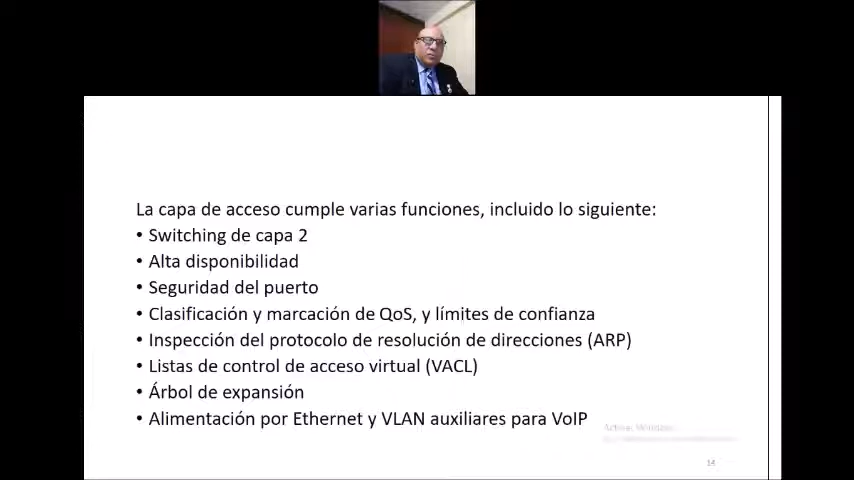 La capa de acceso cumple varias funciones, incluido lo siguiente:
• Switching de capa 2
• Alta disponibilidad
• Seguridad del puerto
• Clasificación y marcación de QoS, y límites de confianza
• Inspección del protocolo de resolución de direcciones (ARP)
• Listas de control de acceso virtual (VACL)
• Árbol de expansión
• Alimentación por Ethernet y VLAN auxiliares para VoIP
14